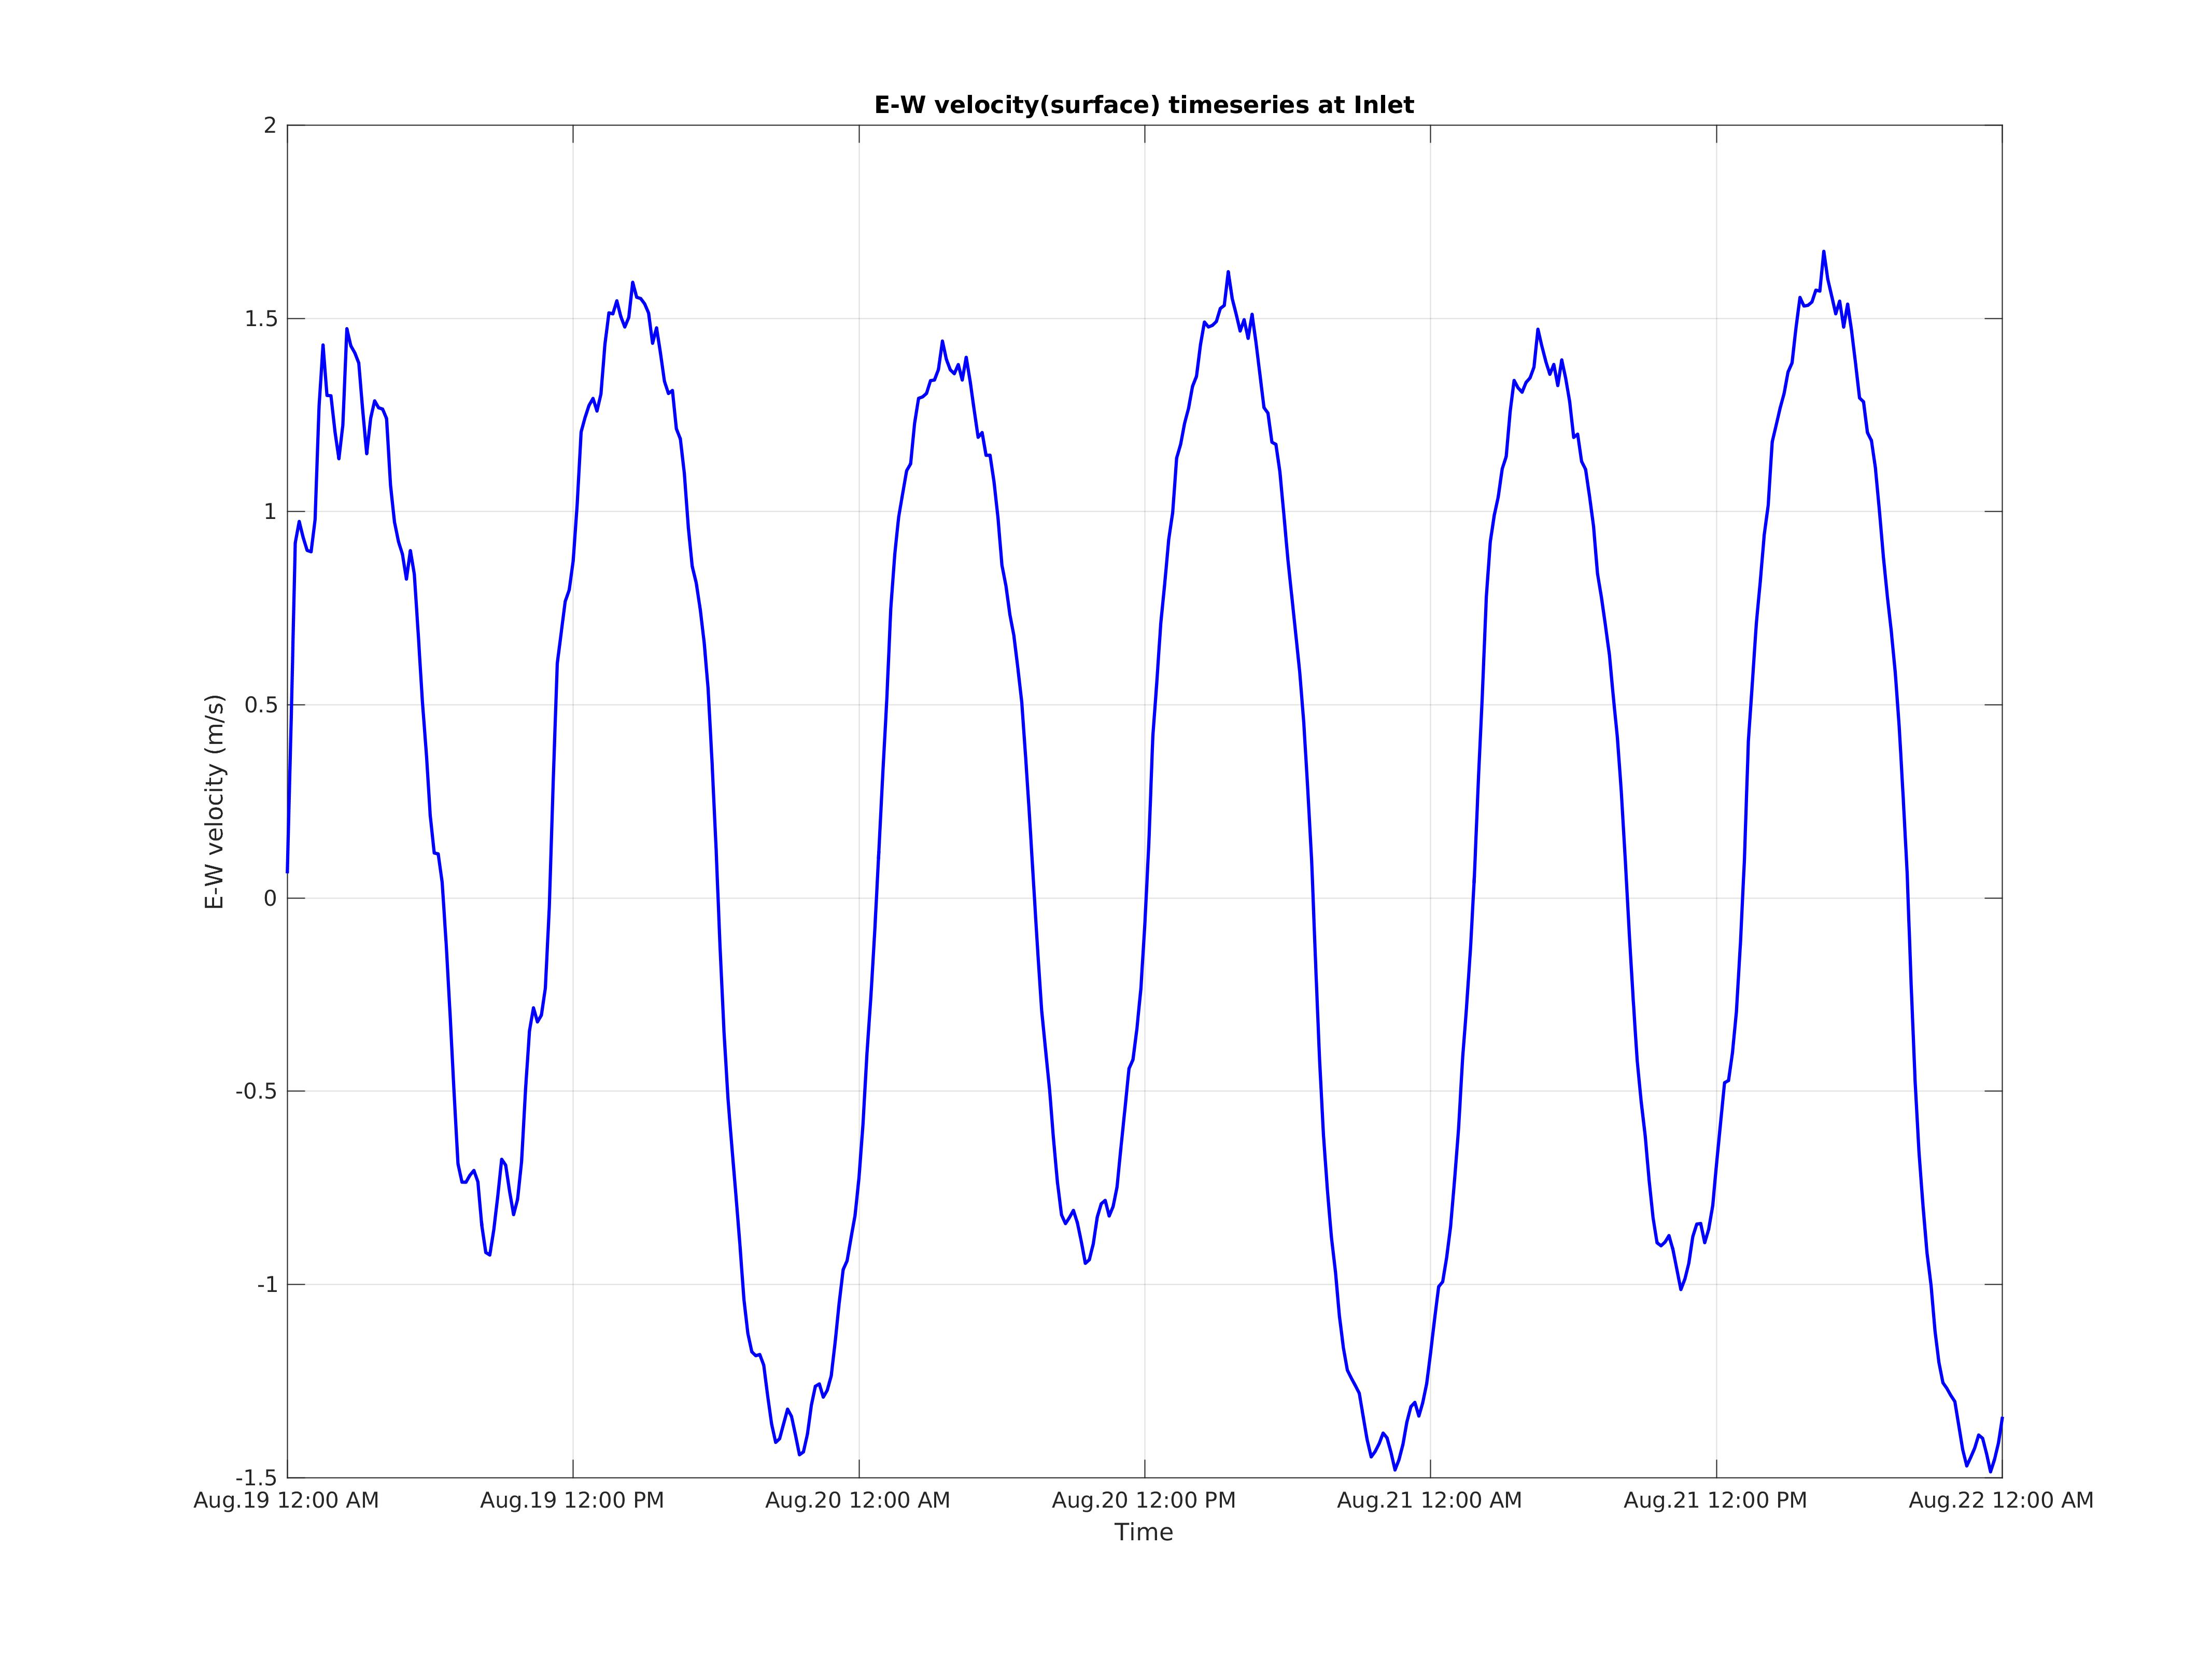 E-W velocity(surface) timeseries at Inlet
2
1.5
1
0.5
0
-0.5
-1
-1.5
E-W velocity (m/s)
Aug.19 12:00 AM Aug.19 12:00 PM Aug.20 12:00 AM Aug.20 12:00 PM Aug.21 12:00 AM Aug.21 12:00 PM Aug.22 12:00 AM
Time